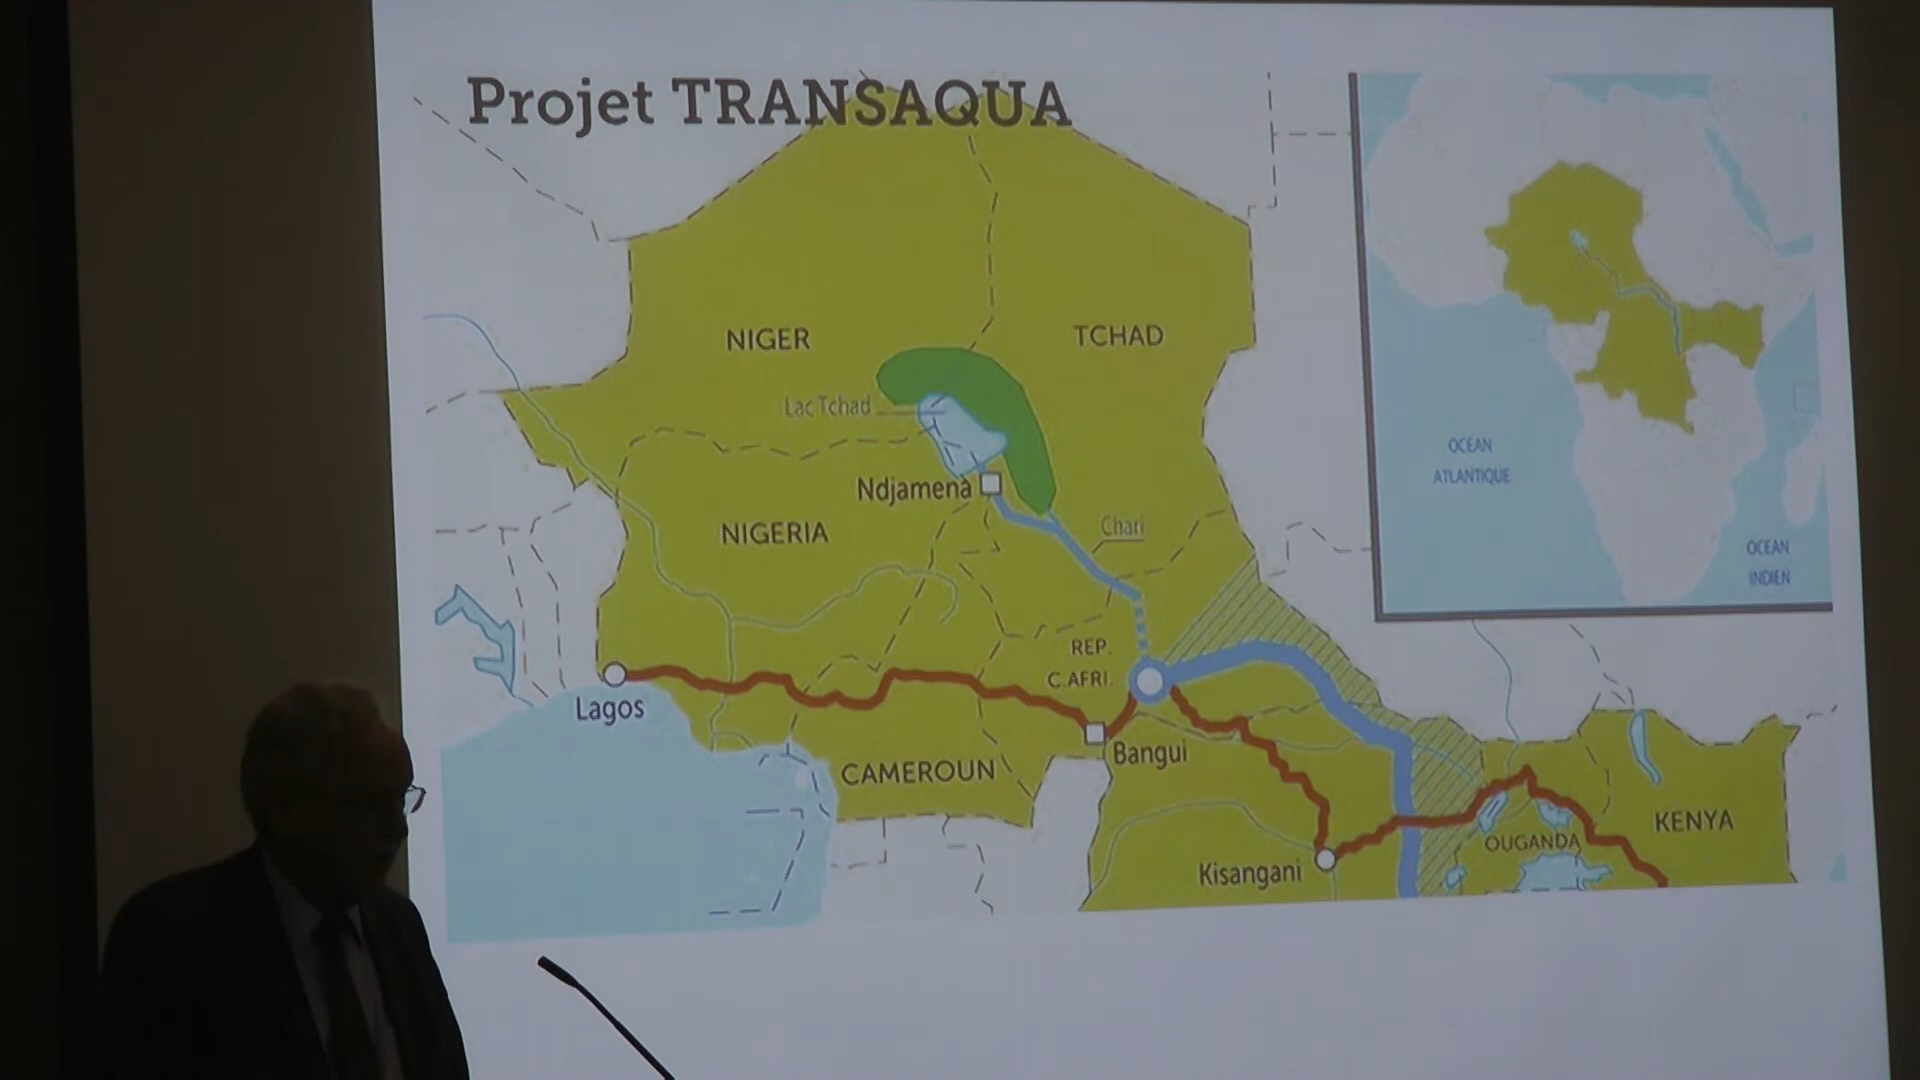 Projet TRANSAQUA
NIGER
TCHAD
Lac Tchad
Ndjamena
NIGERIA
Chari
REP.
C.AFRI.
Lagos
Bangui
CAMEROUN
Kisangani
OUGANDA
KENYA
OCEAN
ATLANTIQUE
OCEAN
INDIEN